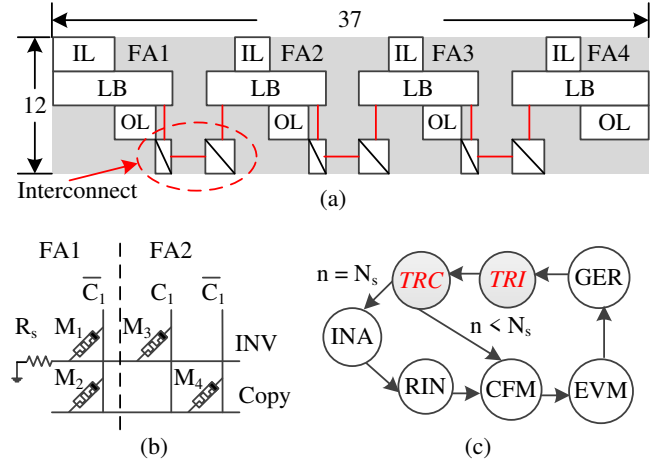 37
IL FA1 IL FA2 IL FA3 IL FA4
12
LB LB LB LB
OL OL OL OL
Interconnect
(a)
FA1 FA2
C̅₁ C₁ C̅₁
Rₛ M₁ M₃ INV
M₂ M₄ Copy
(b)
n = Nₛ TRC TRI GER
n < Nₛ
INA
RIN CFM EVM
(c)